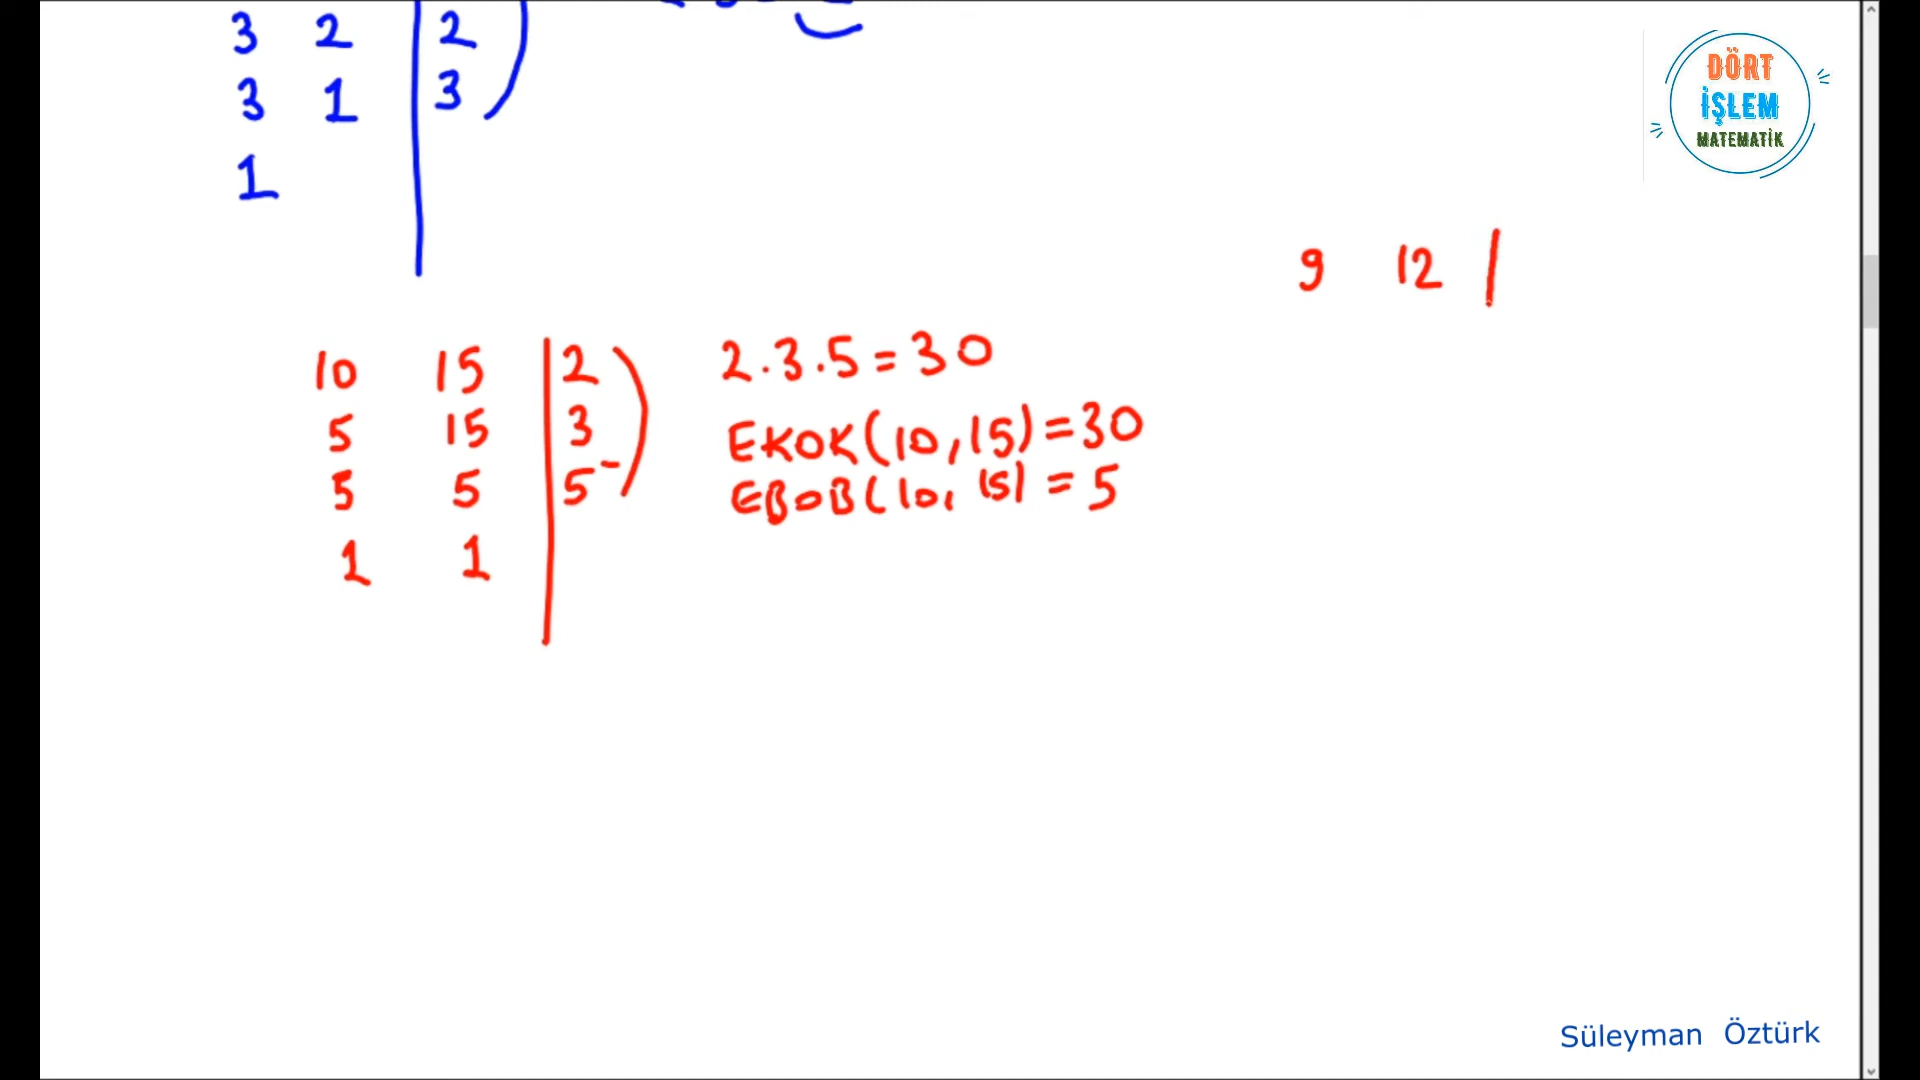 3 2 2
3 1 3
1
DÖRT
İŞLEM
MATEMATİK
9 12
10 15 2
5 15 3
5 5 5
1 1
2.3.5=30
EKOK(10,15)=30
EBOB(10,15)=5
Süleyman Öztürk